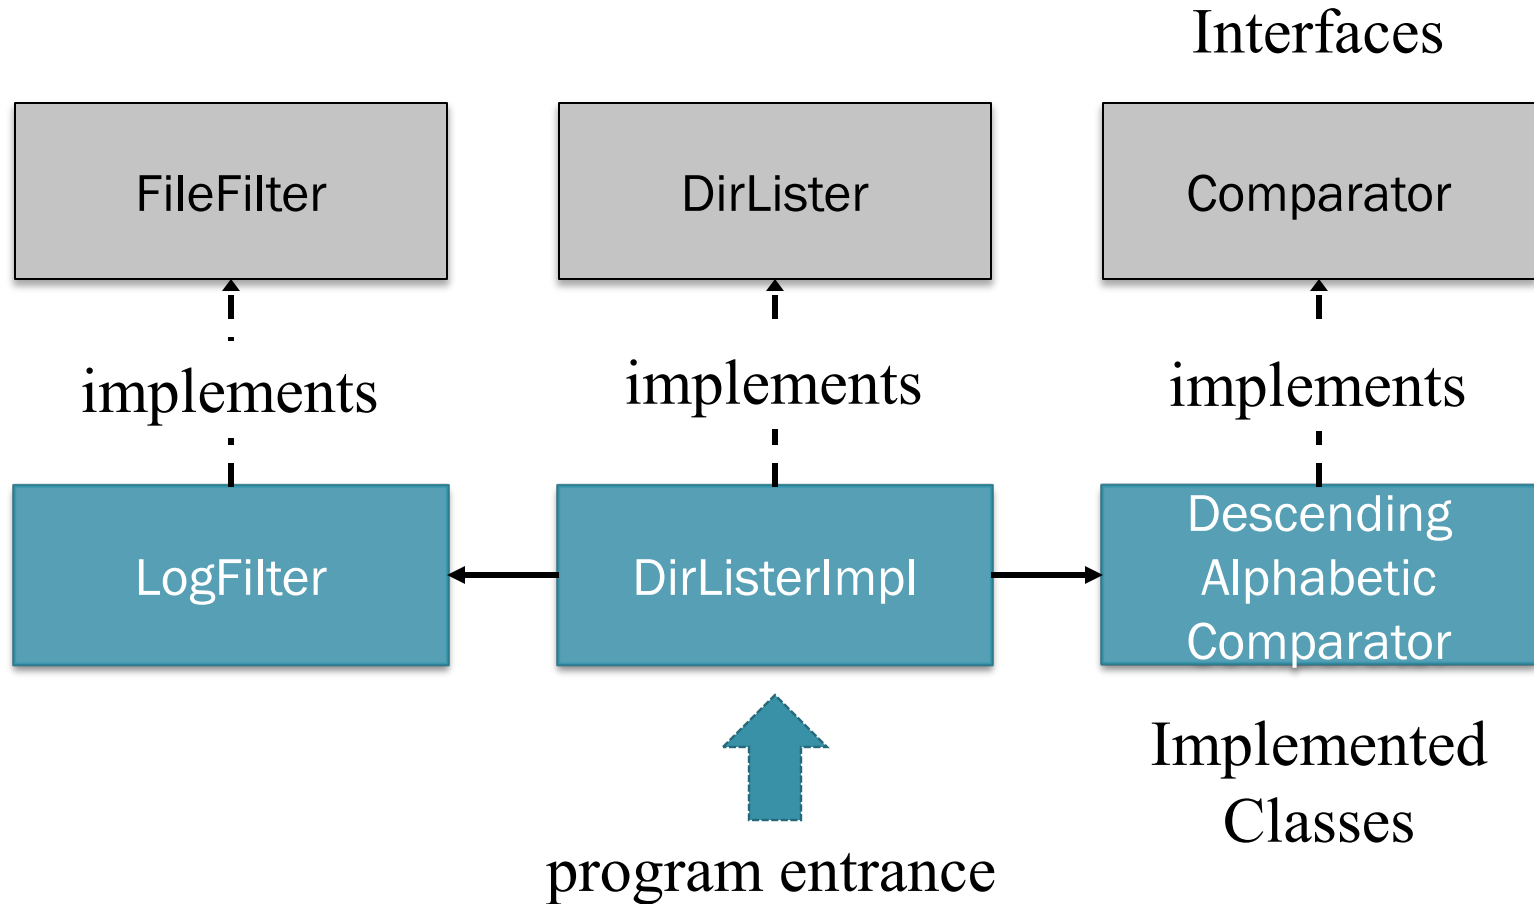 Interfaces
FileFilter
DirLister
Comparator
implements
implements
implements
LogFilter
DirListerImpl
Descending
Alphabetic
Comparator
Implemented
Classes
program entrance